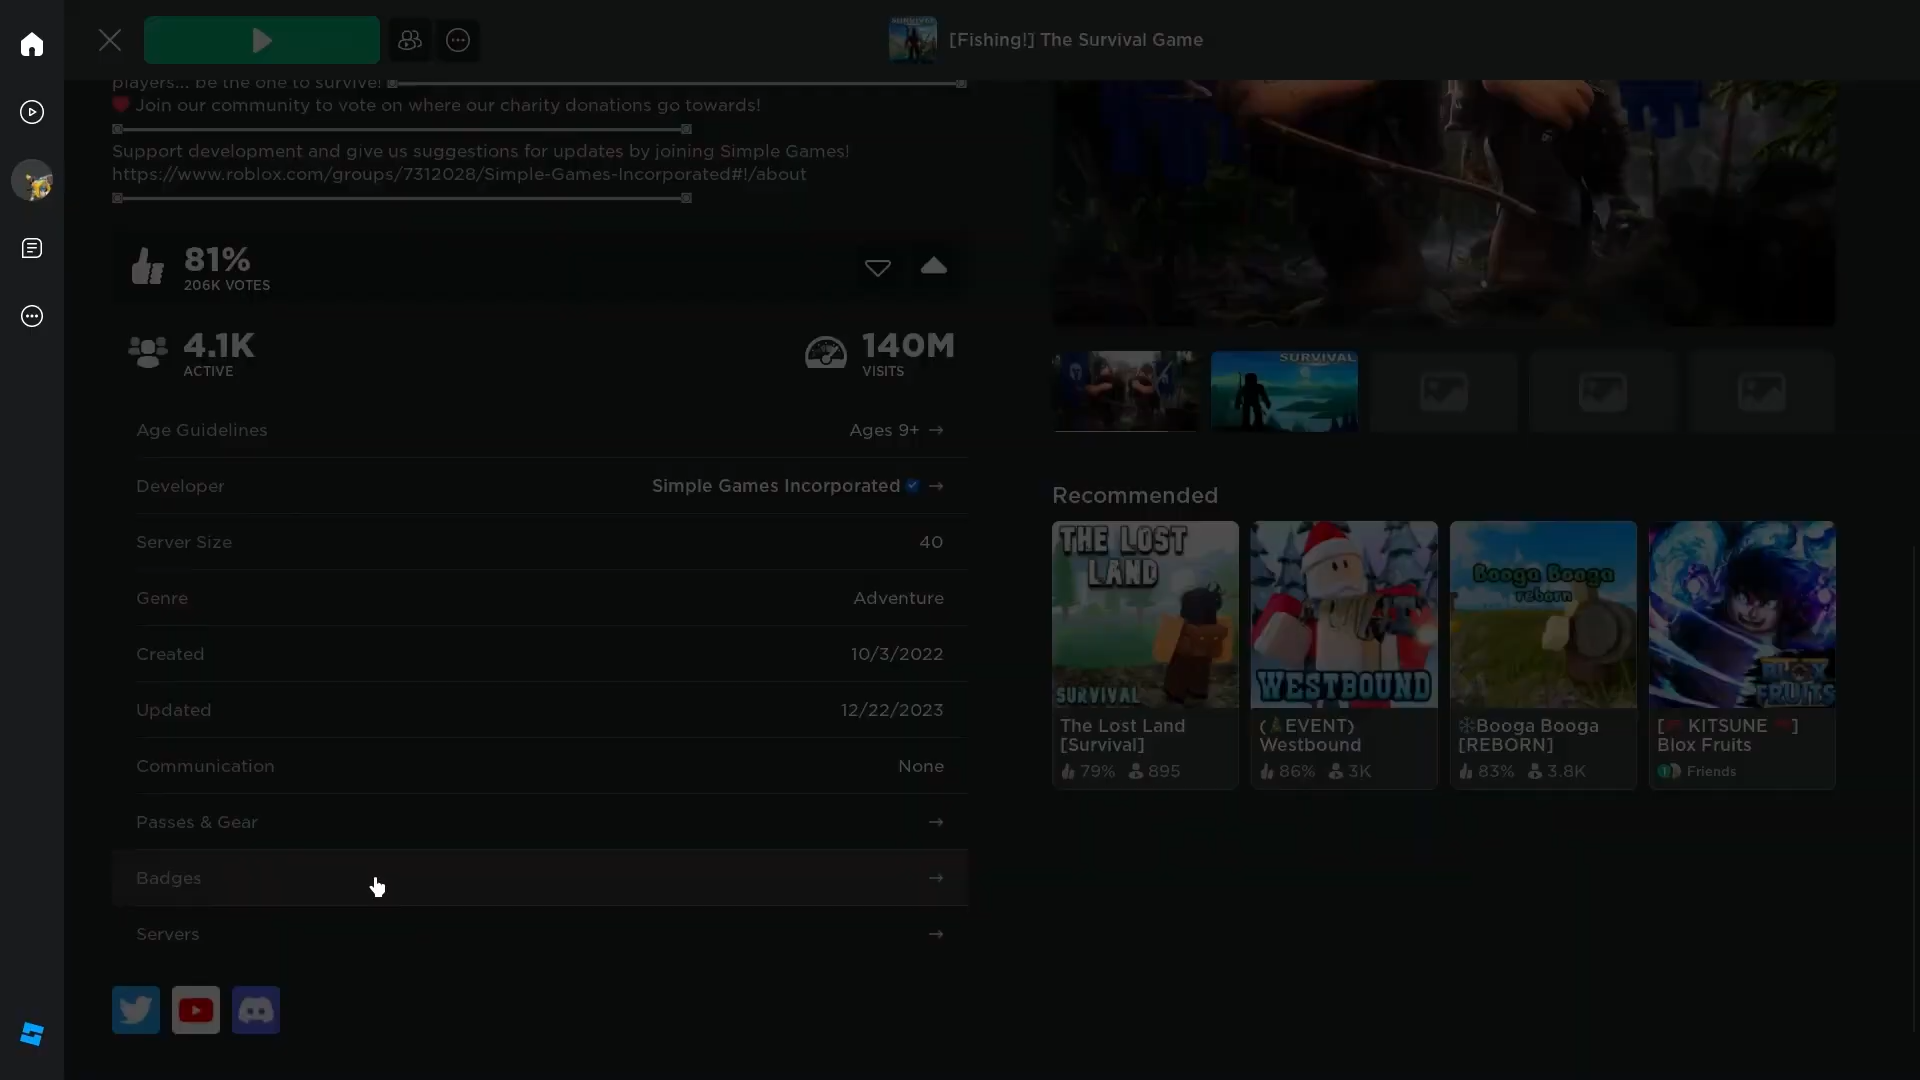 [Fishing!] The Survival Game
players... be the one to survive!
Join our community to vote on where our charity donations go towards!
Support development and give us suggestions for updates by joining Simple Games!
https://www.roblox.com/groups/7312028/Simple-Games-Incorporated#!/about
81%
206K VOTES
4.1K
ACTIVE
140M
VISITS
Age Guidelines
Ages 9+
Developer
Simple Games Incorporated
Server Size
40
Genre
Adventure
Created
10/3/2022
Updated
12/22/2023
Communication
None
Passes & Gear
Badges
Servers
SURVIVAL
Recommended
THE LOST
LAND
SURVIVAL
The Lost Land
[Survival]
79% 895
WESTBOUND
(EVENT)
Westbound
86% 3K
Booga Booga
reborn
Booga Booga
[REBORN]
83% 3.8K
BLOX
FRUITS
[KITSUNE]
Blox Fruits
Friends